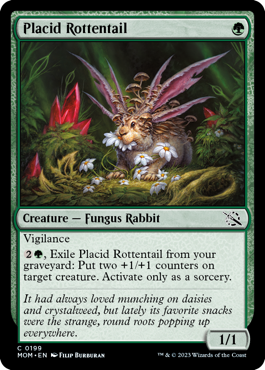 Placid Rottentail
Creature — Fungus Rabbit
Vigilance
2, Exile Placid Rottentail from your
graveyard: Put two +1/+1 counters on
target creature. Activate only as a sorcery.
It had always loved munching on daisies
and crystalweed, but lately its favorite snacks
were the strange, round roots popping up
everywhere.
1/1
C 0199
MOM • EN Filip Burburan
™ & © 2023 Wizards of the Coast